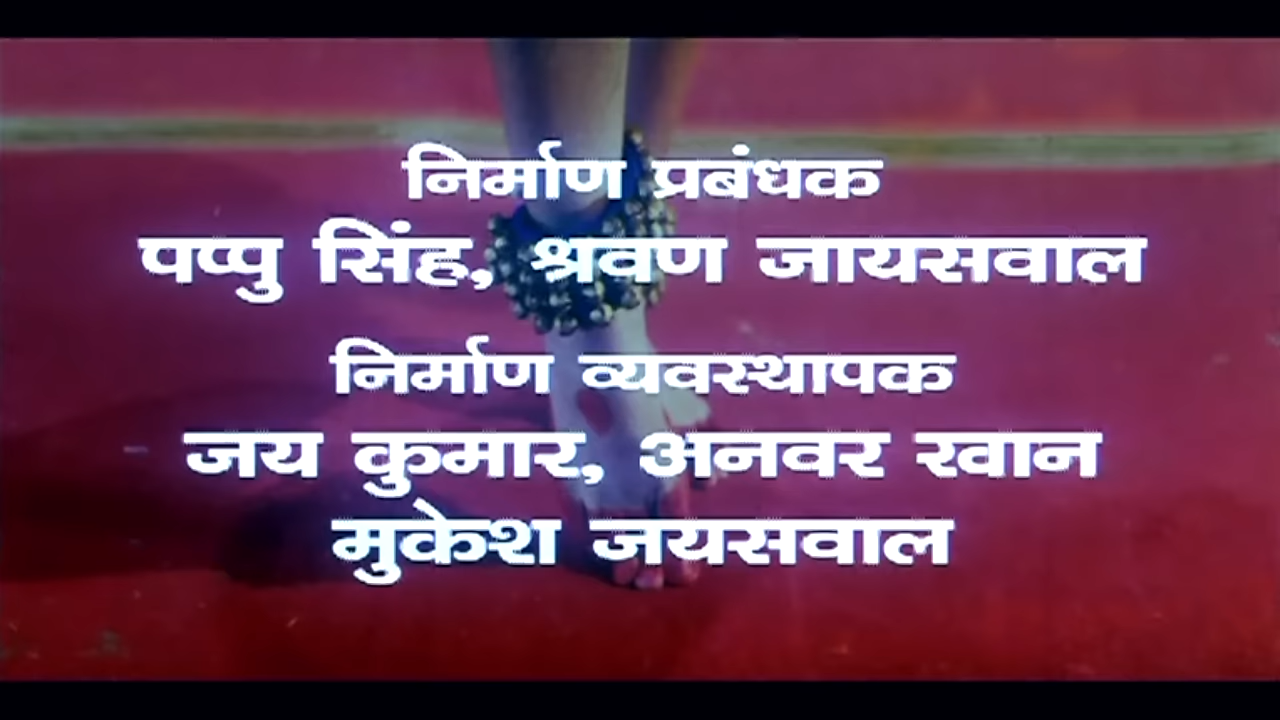 निर्माण प्रबंधक
पप्पु सिंह, श्रवण जायसवाल
निर्माण व्यवस्थापक
जय कुमार, अनवर खान
मुकेश जयसवाल